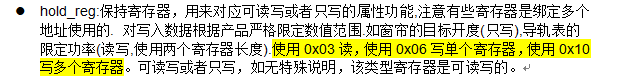 ● hold_reg:保持寄存器，用来对应可读写或者只写的属性功能,注意有些寄存器是绑定多个
地址使用的. 对写入数据根据产品严格限定数值范围.如窗帘的目标开度(只写),导轨表的
限定功率(读写,使用两个寄存器长度).使用 0x03 读，使用 0x06 写单个寄存器，使用 0x10
写多个寄存器。可读写或者只写，如无特殊说明，该类型寄存器是可读写的。